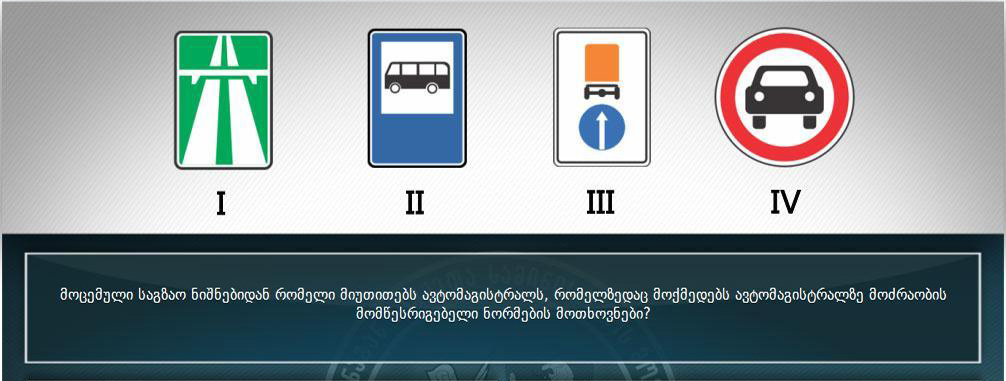 I II III IV
მოცემული საგზაო ნიშნებიდან რომელი მიუთითებს ავტომაგისტრალს, რომელზედაც მოქმედებს ავტომაგისტრალზე მოძრაობის
მომწესრიგებელი ნორმების მოთხოვნები?